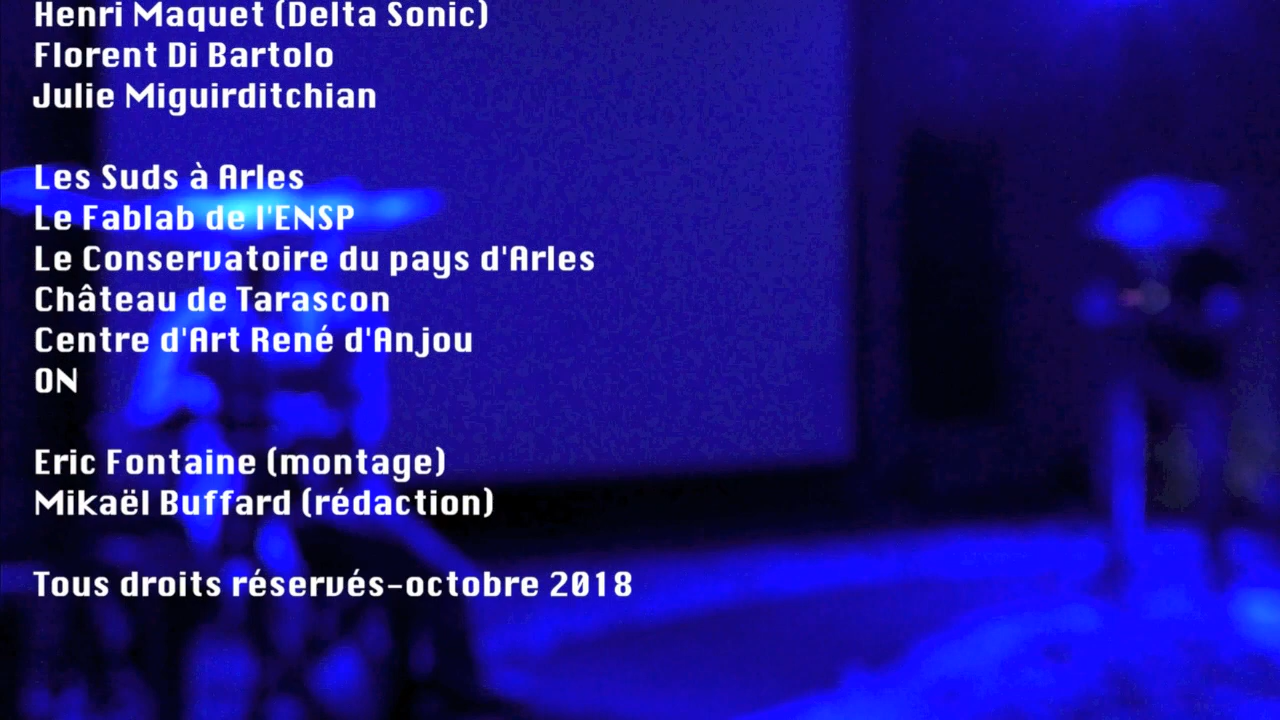 Henri Maquet (Delta Sonic)
Florent Di Bartolo
Julie Miguirditchian
Les Suds à Arles
Le Fablab de l'ENSP
Le Conservatoire du pays d'Arles
Château de Tarascon
Centre d'Art René d'Anjou
ON
Eric Fontaine (montage)
Mikaël Buffard (rédaction)
Tous droits réservés-octobre 2018